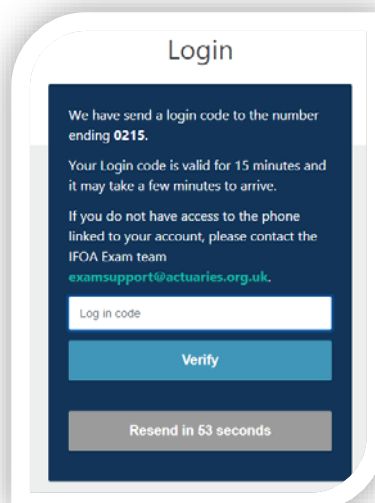 Login
We have send a login code to the number
ending 0215.
Your Login code is valid for 15 minutes and
it may take a few minutes to arrive.
If you do not have access to the phone
linked to your account, please contact the
IFOA Exam team
examsupport@actuaries.org.uk.
Log in code
Verify
Resend in 53 seconds